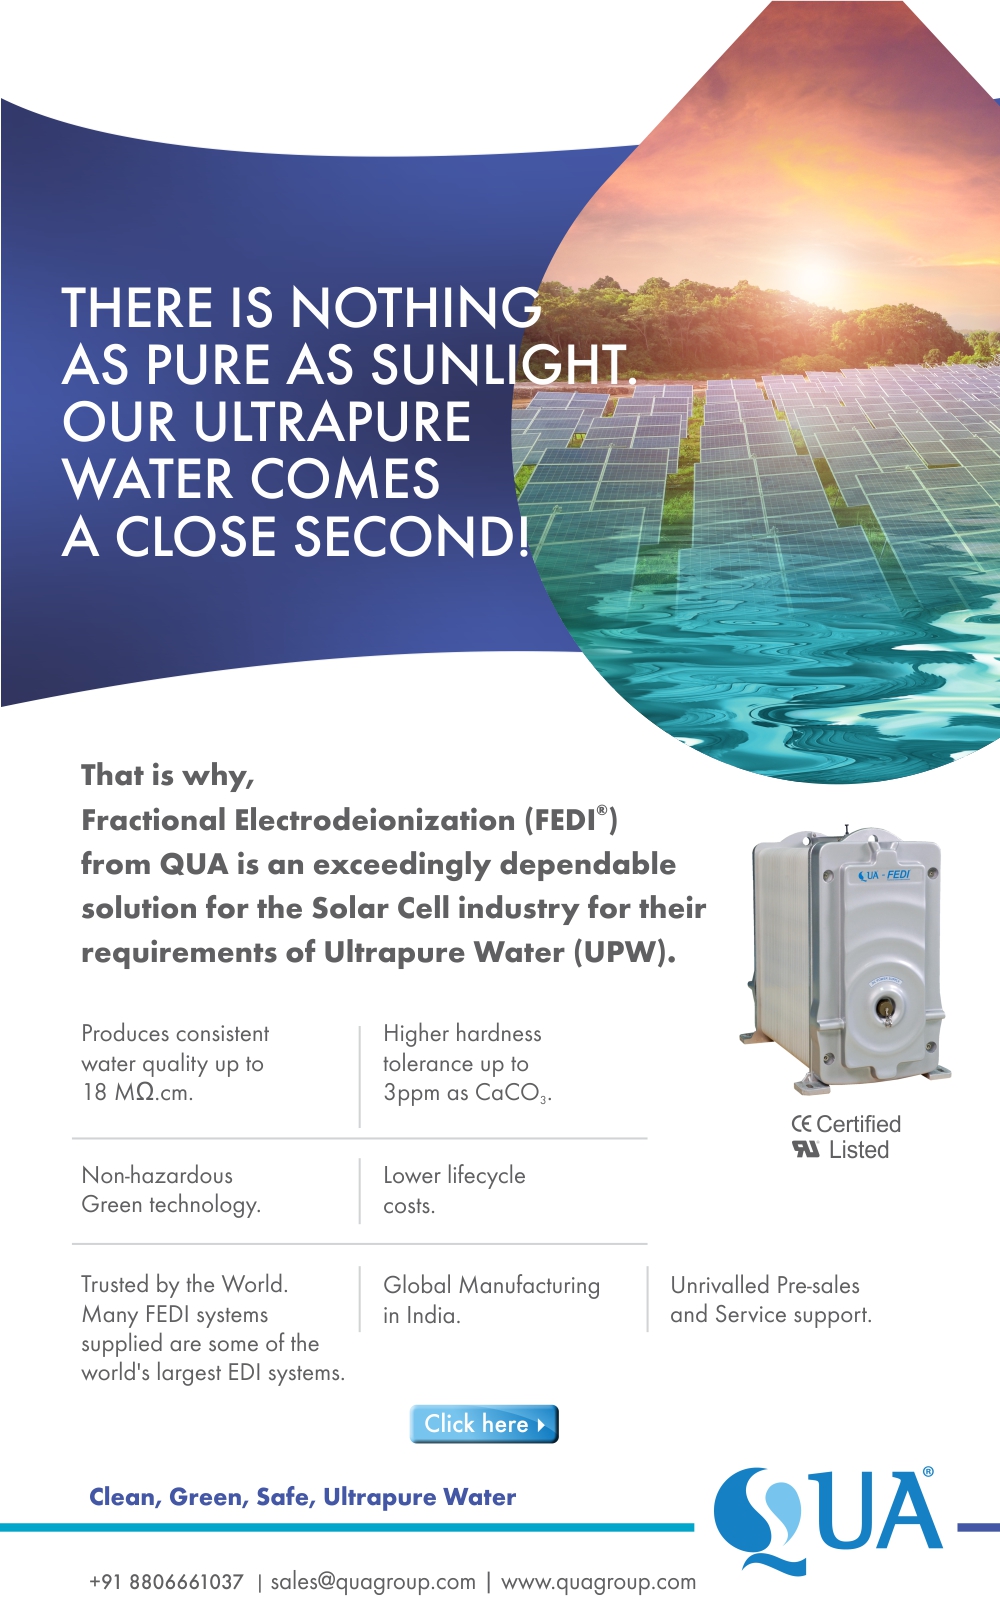 THERE IS NOTHING
AS PURE AS SUNLIGHT.
OUR ULTRAPURE
WATER COMES
A CLOSE SECOND!
That is why,
Fractional Electrodeionization (FEDI®)
from QUA is an exceedingly dependable
solution for the Solar Cell industry for their
requirements of Ultrapure Water (UPW).
QUA - FEDI
Produces consistent
water quality up to
18 MΩ.cm.
Higher hardness
tolerance up to
3ppm as CaCO₃.
CE Certified
RU Listed
Non-hazardous
Green technology.
Lower lifecycle
costs.
Trusted by the World.
Many FEDI systems
supplied are some of the
world's largest EDI systems.
Global Manufacturing
in India.
Unrivalled Pre-sales
and Service support.
Click here
Clean, Green, Safe, Ultrapure Water
QUA®
+91 8806661037 | sales@quagroup.com | www.quagroup.com